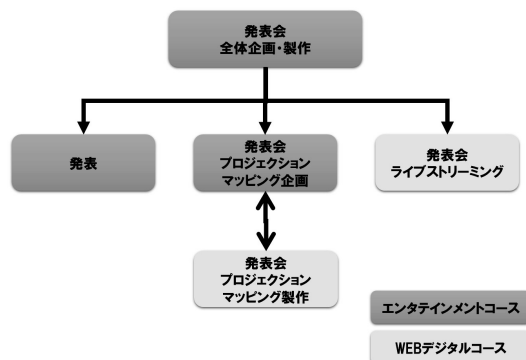 発表会
全体企画・製作
発表
発表会
プロジェクション
マッピング企画
発表会
ライブストリーミング
発表会
プロジェクション
マッピング製作
エンタテインメントコース
WEBデジタルコース